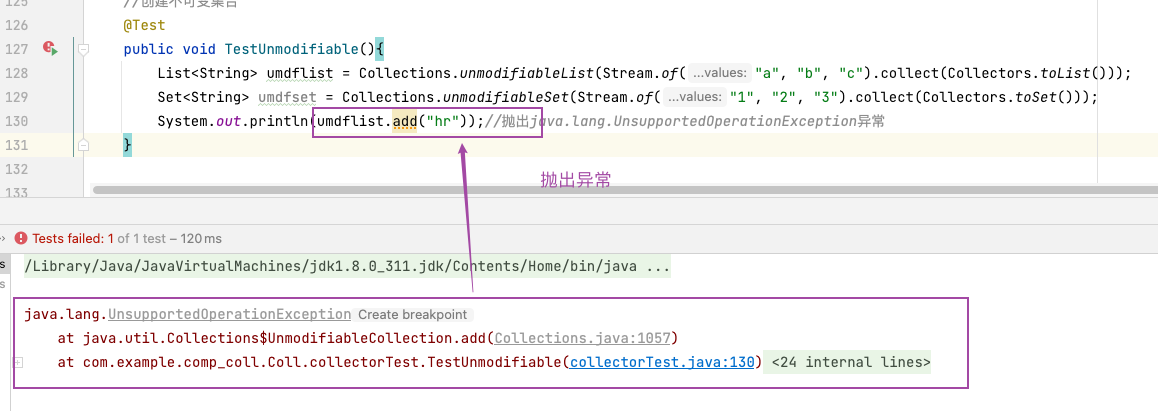 125 //创建不可变集合
126 @Test
127 public void TestUnmodifiable(){
128 List<String> umdflist = Collections.unmodifiableList(Stream.of( ...values: "a", "b", "c").collect(Collectors.toList()));
129 Set<String> umdfset = Collections.unmodifiableSet(Stream.of( ...values: "1", "2", "3").collect(Collectors.toSet()));
130 System.out.println(umdflist.add("hr"));//抛出java.lang.UnsupportedOperationException异常
131 }
132
133
抛出异常
Tests failed: 1 of 1 test – 120 ms
/Library/Java/JavaVirtualMachines/jdk1.8.0_311.jdk/Contents/Home/bin/java ...
java.lang.UnsupportedOperationException Create breakpoint
at java.util.Collections$UnmodifiableCollection.add(Collections.java:1057)
at com.example.comp_coll.Coll.collectorTest.TestUnmodifiable(collectorTest.java:130) <24 internal lines>